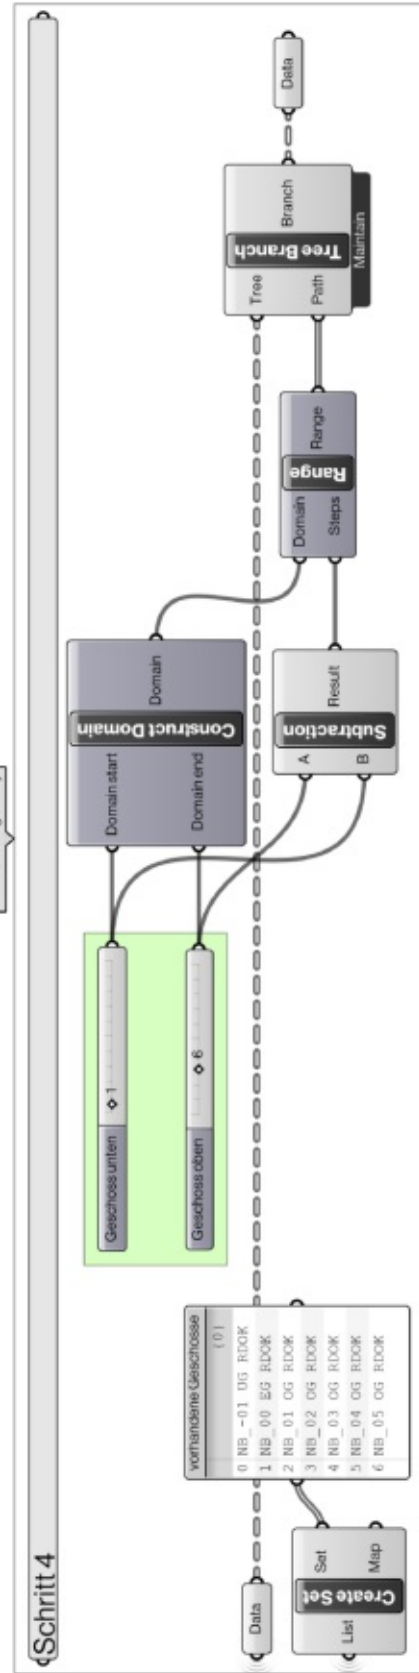 Schritt 4
Data
List
Create Set
Set
Map
vorhandene Geschosse
{0}
0 NB_-01 UG RDOK
1 NB_00 EG RDOK
2 NB_01 OG RDOK
3 NB_02 OG RDOK
4 NB_03 OG RDOK
5 NB_04 OG RDOK
6 NB_05 OG RDOK
Geschoss unten
1
Geschoss oben
6
Domain start
Domain end
Construct Domain
Domain
A
B
Subtraction
Result
Domain
Steps
Range
Range
Tree
Path
Tree Branch
Branch
Maintain
Data